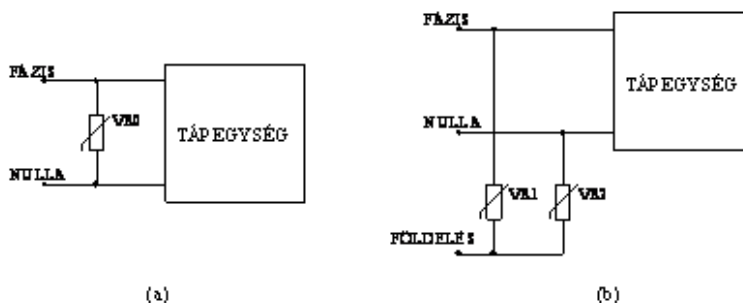 FÁZIS
NULLA
VR0
TÁPEGYSÉG
(a)
FÁZIS
NULLA
FÖLDELÉS
VR1
VR2
TÁPEGYSÉG
(b)